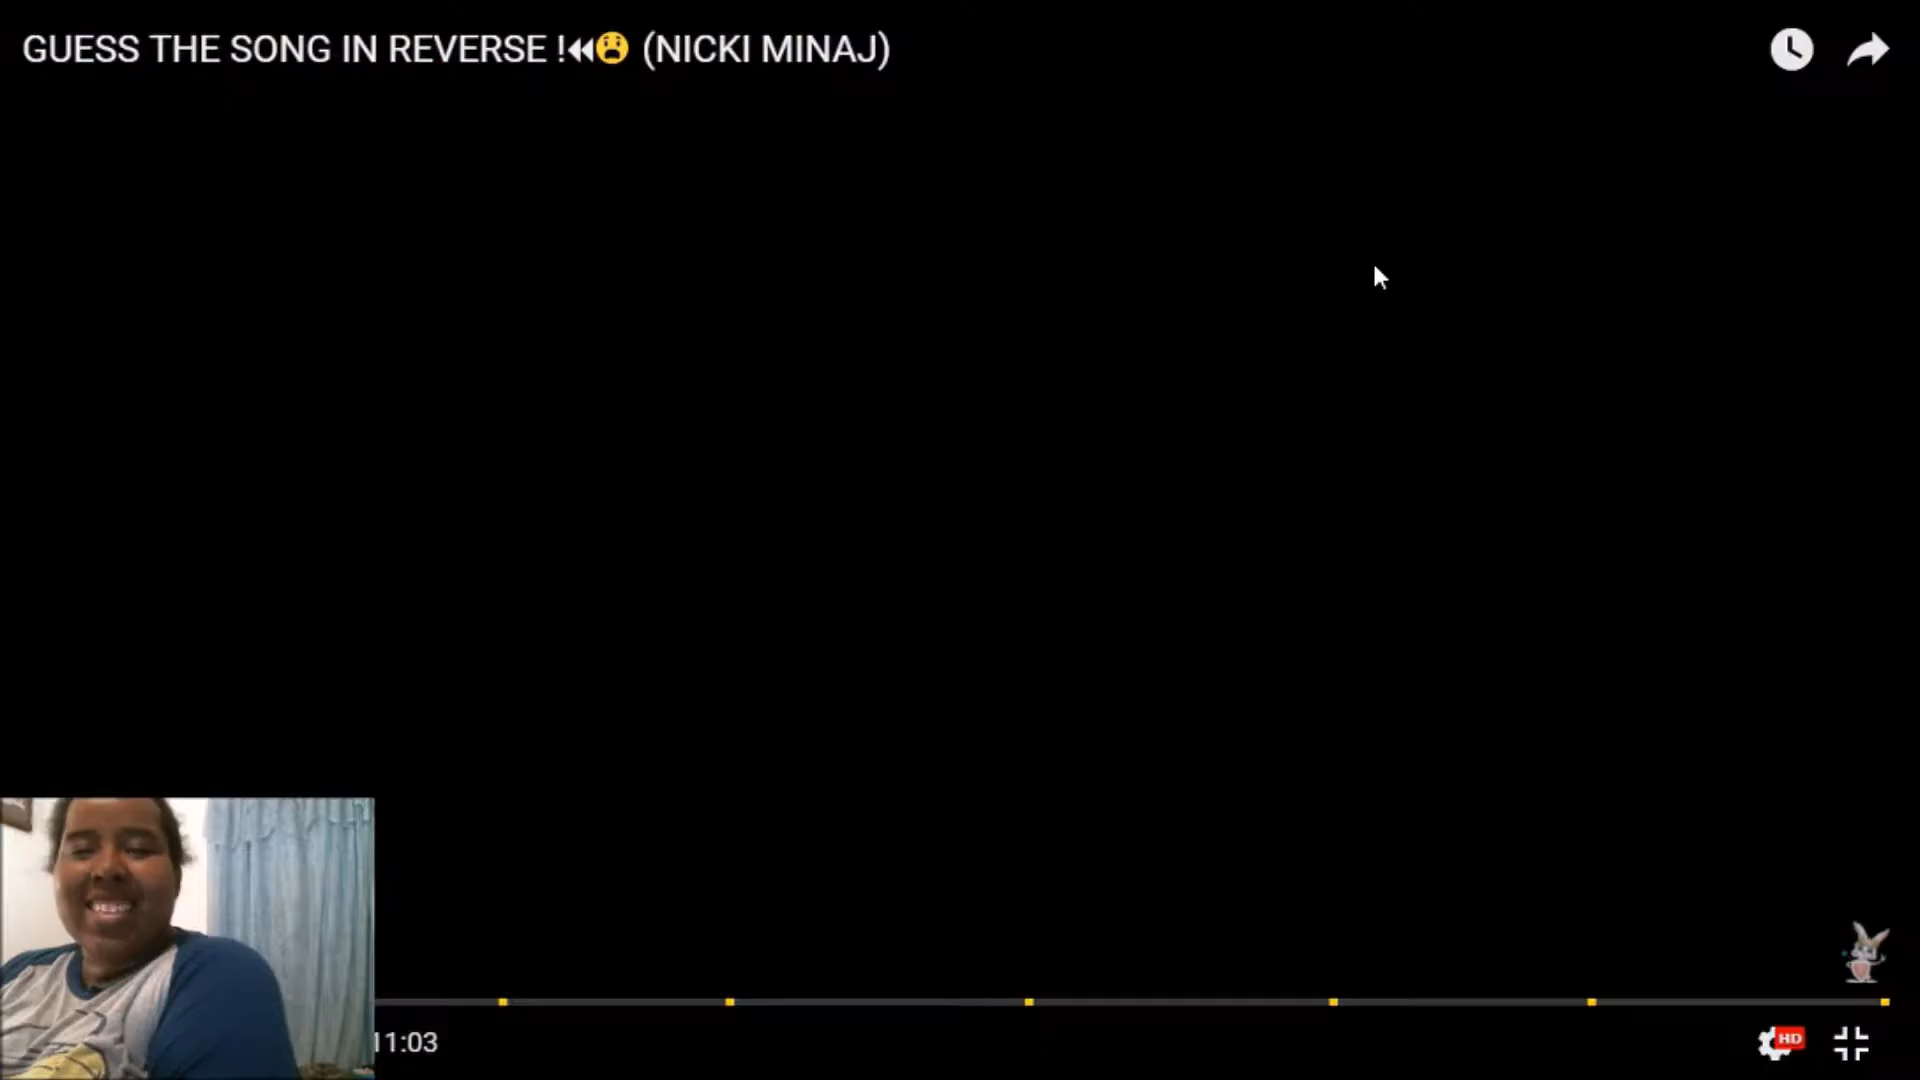 GUESS THE SONG IN REVERSE !⏪😩 (NICKI MINAJ)
11:03
HD